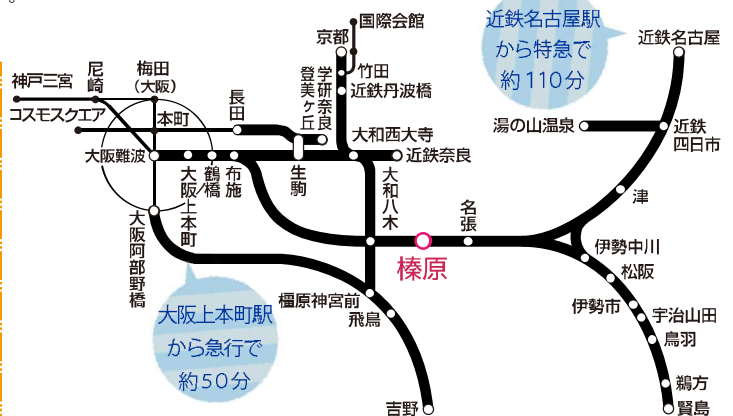 。
国際会館
京都
竹田
近鉄丹波橋
学研奈良
登美ヶ丘
近鉄名古屋駅
から特急で
約110分
近鉄名古屋
神戸三宮
尼崎
梅田
（大阪）
コスモスクエア
本町
長田
湯の山温泉
近鉄
四日市
大和西大寺
大阪難波
大阪上本町
鶴橋
布施
生駒
近鉄奈良
大和八木
津
名張
榛原
大阪阿部野橋
伊勢中川
松阪
伊勢市
宇治山田
鳥羽
橿原神宮前
飛鳥
大阪上本町駅
から急行で
約50分
鵜方
吉野
賢島